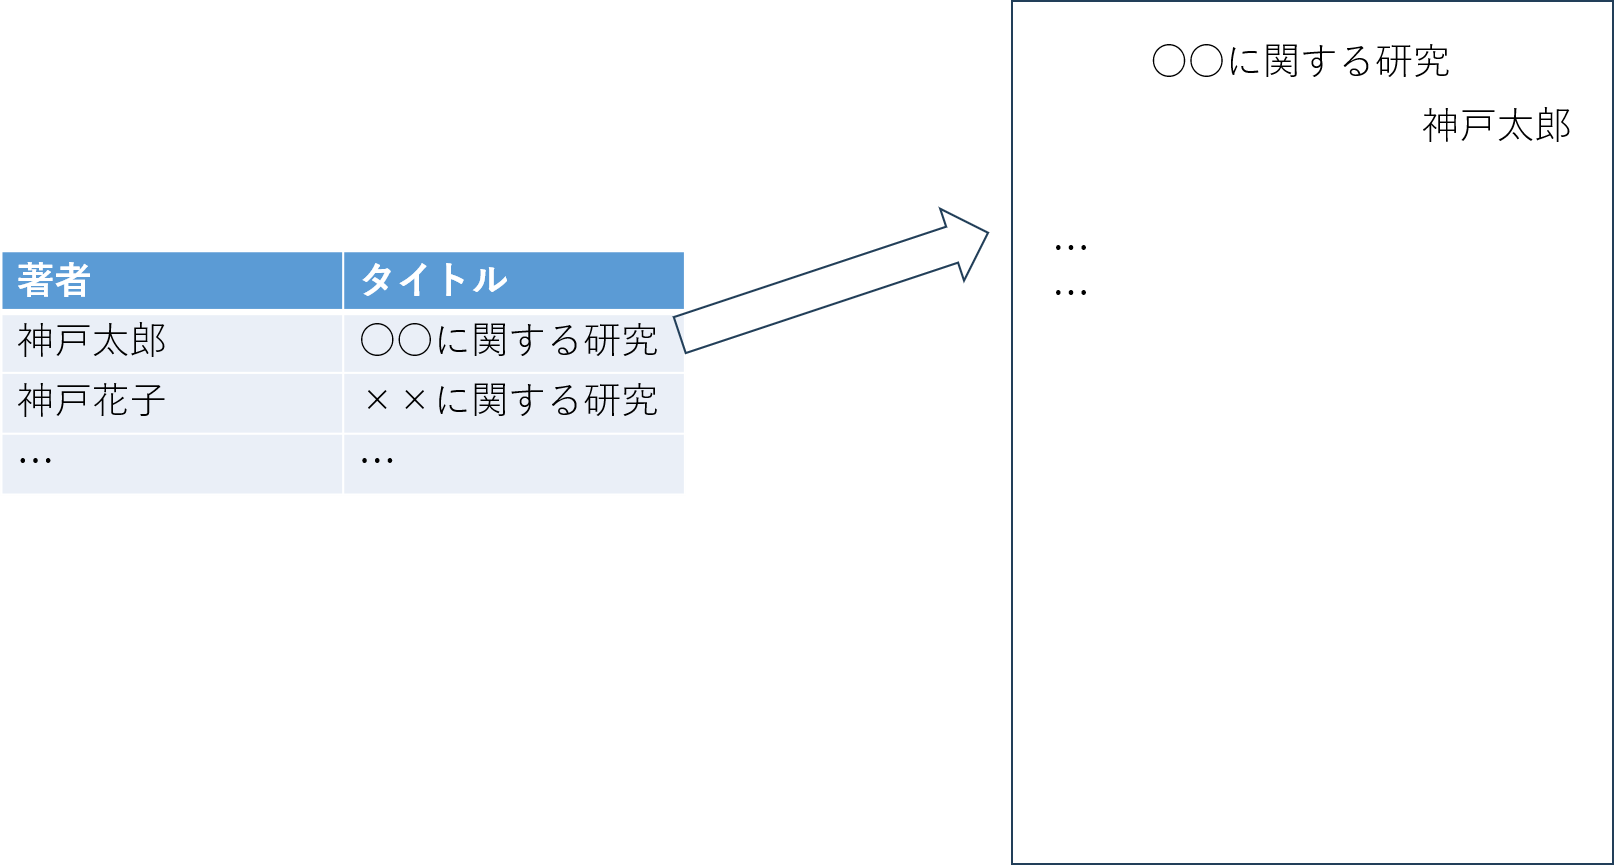 著者 タイトル
神戸太郎 ○○に関する研究
神戸花子 ××に関する研究
… …
○○に関する研究
神戸太郎
…
…